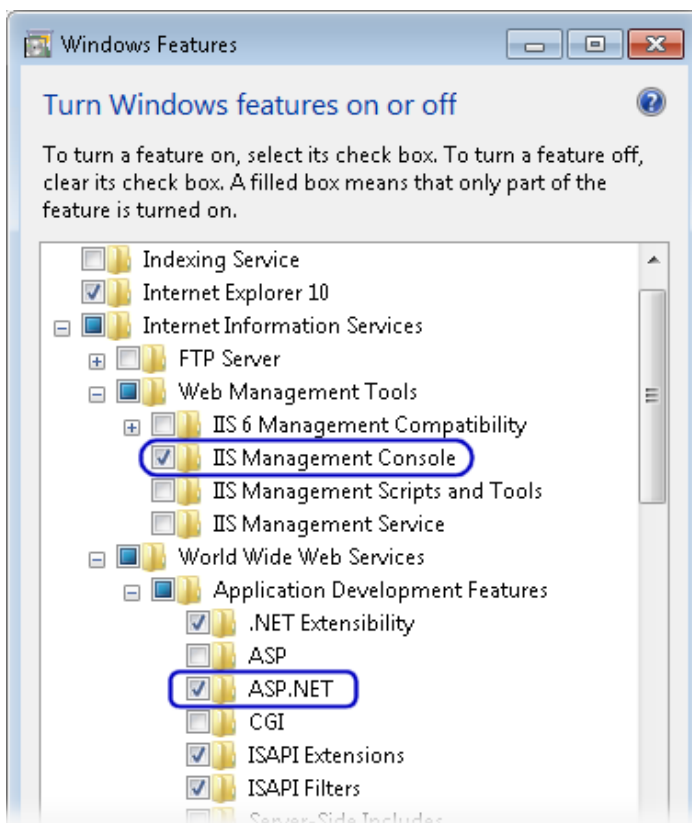 Windows Features
Turn Windows features on or off
To turn a feature on, select its check box. To turn a feature off,
clear its check box. A filled box means that only part of the
feature is turned on.
Indexing Service
Internet Explorer 10
Internet Information Services
FTP Server
Web Management Tools
IIS 6 Management Compatibility
IIS Management Console
IIS Management Scripts and Tools
IIS Management Service
World Wide Web Services
Application Development Features
.NET Extensibility
ASP
ASP.NET
CGI
ISAPI Extensions
ISAPI Filters
Server-Side Includes